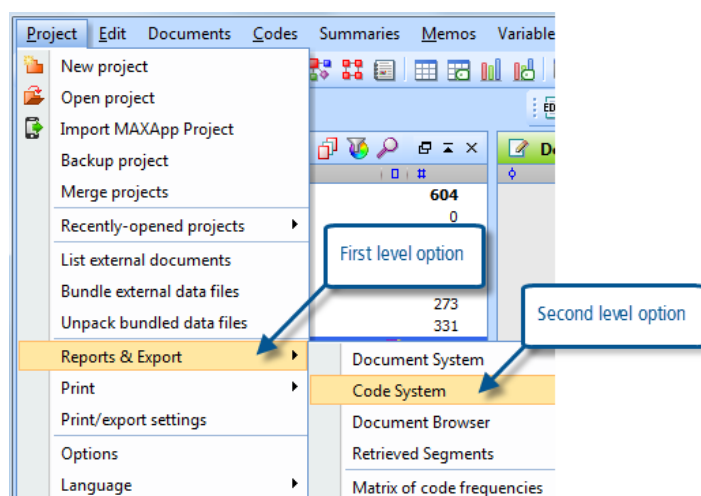 Project Edit Documents Codes Summaries Memos Variable
New project
Open project
Import MAXApp Project
Backup project
Merge projects
Recently-opened projects
List external documents
Bundle external data files
Unpack bundled data files
Reports & Export
Print
Print/export settings
Options
Language
#
604
0
273
331
First level option
Second level option
Document System
Code System
Document Browser
Retrieved Segments
Matrix of code frequencies